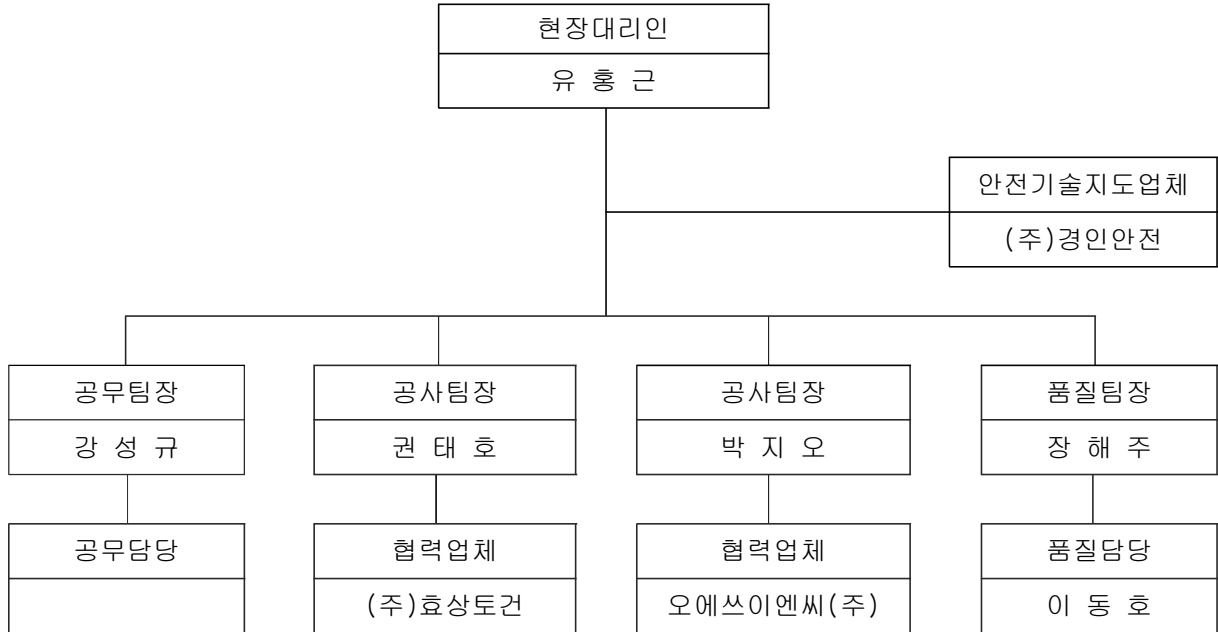 현장대리인
유 홍 근
안전기술지도업체
(주)경인안전
공무팀장
강 성 규
공사팀장
권 태 호
공사팀장
박 지 오
품질팀장
장 해 주
공무담당
협력업체
(주)효상토건
협력업체
오에쓰이엔씨(주)
품질담당
이 동 호